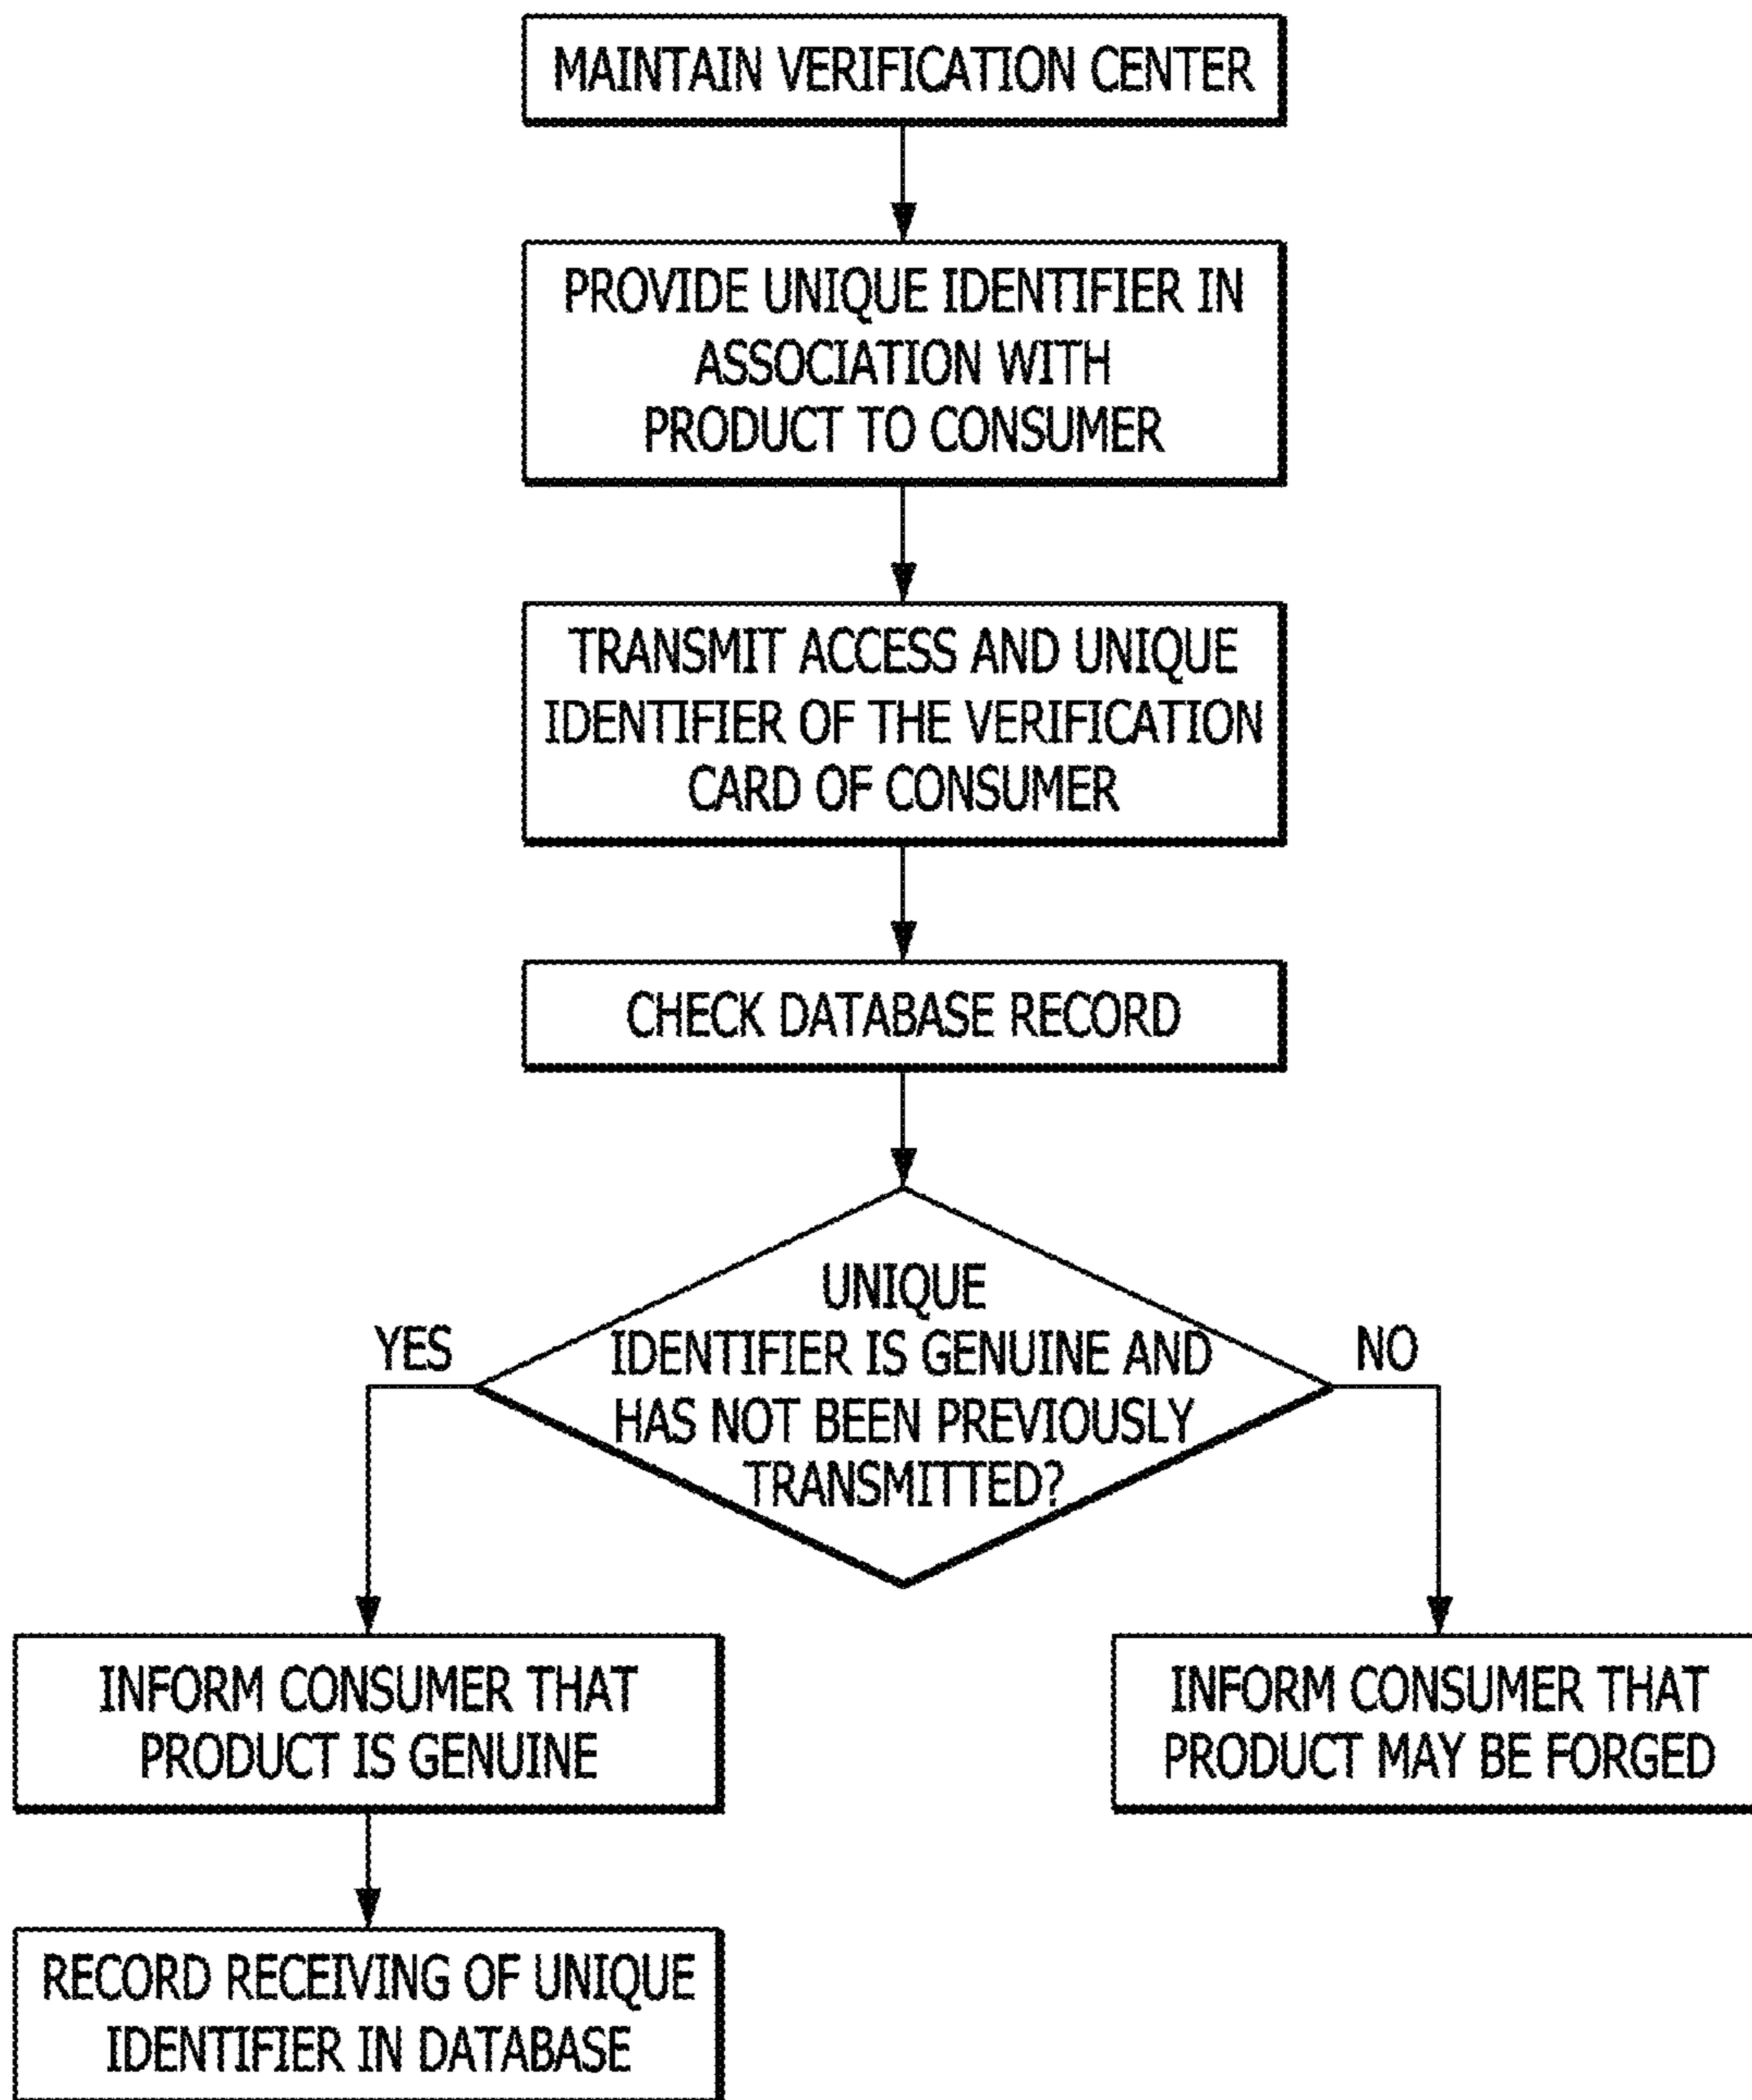 MAINTAIN VERIFICATION CENTER
PROVIDE UNIQUE IDENTIFIER IN
ASSOCIATION WITH
PRODUCT TO CONSUMER
TRANSMIT ACCESS AND UNIQUE
IDENTIFIER OF THE VERIFICATION
CARD OF CONSUMER
CHECK DATABASE RECORD
UNIQUE
IDENTIFIER IS GENUINE AND
HAS NOT BEEN PREVIOUSLY
TRANSMITTED?
YES
NO
INFORM CONSUMER THAT
PRODUCT IS GENUINE
INFORM CONSUMER THAT
PRODUCT MAY BE FORGED
RECORD RECEIVING OF UNIQUE
IDENTIFIER IN DATABASE